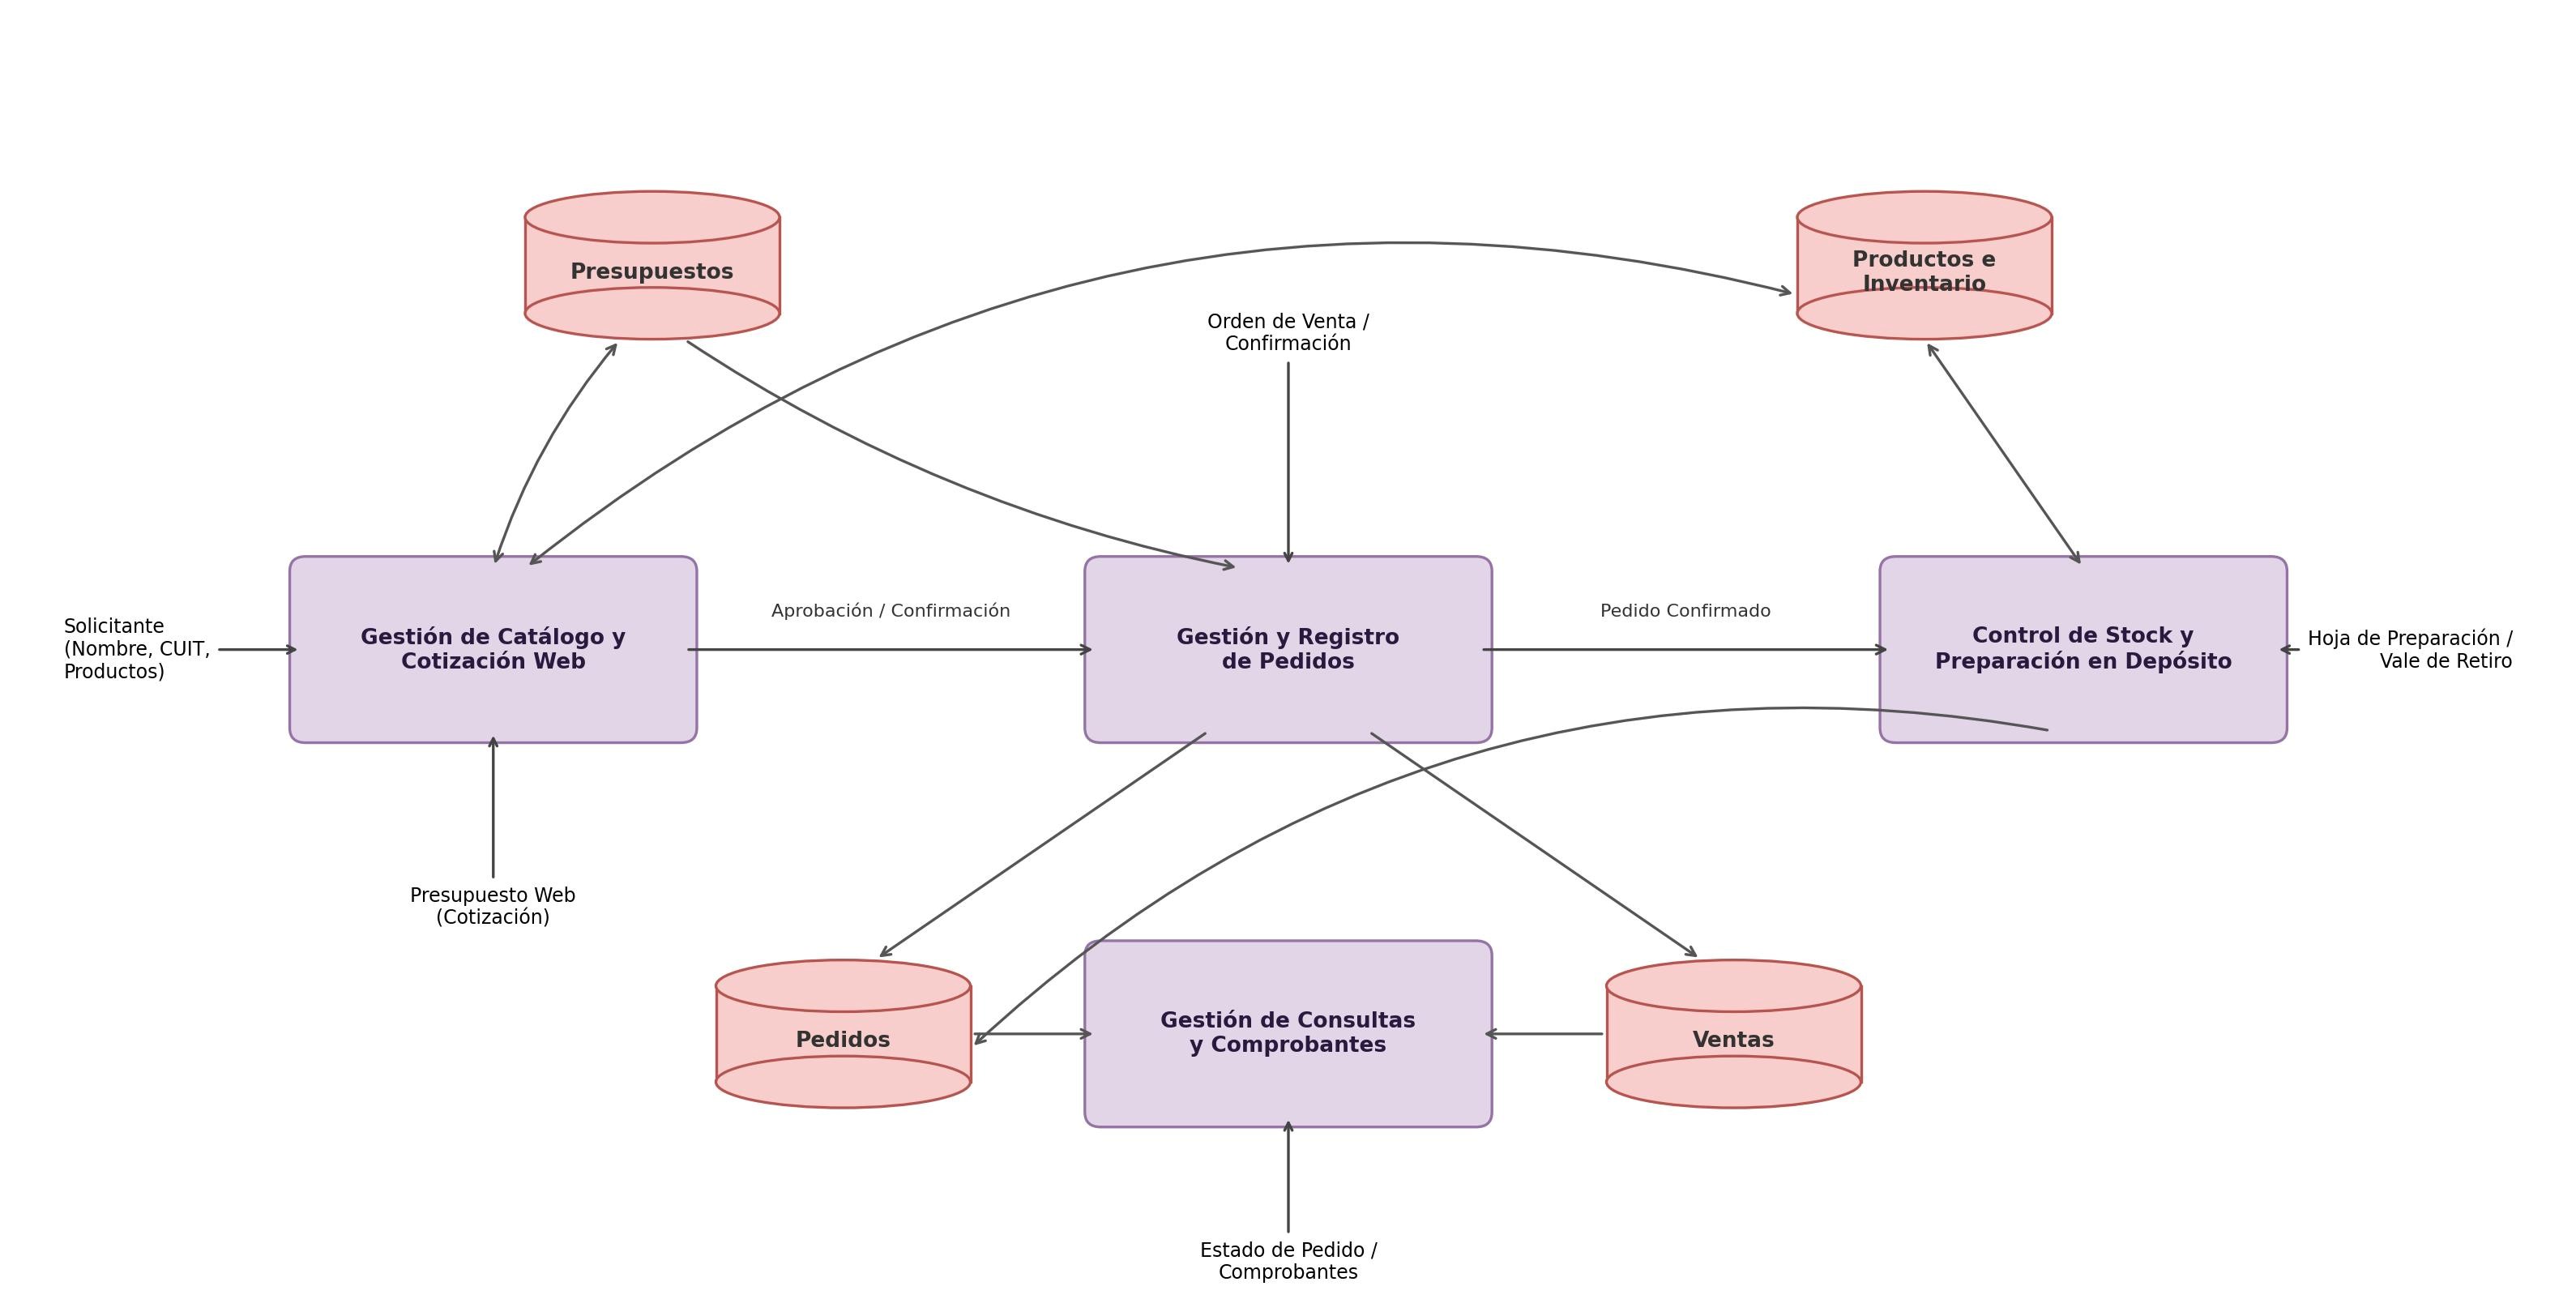 Presupuestos
Productos e
Inventario
Orden de Venta /
Confirmación
Solicitante
(Nombre, CUIT,
Productos)
Gestión de Catálogo y
Cotización Web
Aprobación / Confirmación
Gestión y Registro
de Pedidos
Pedido Confirmado
Control de Stock y
Preparación en Depósito
Hoja de Preparación /
Vale de Retiro
Presupuesto Web
(Cotización)
Pedidos
Gestión de Consultas
y Comprobantes
Ventas
Estado de Pedido /
Comprobantes